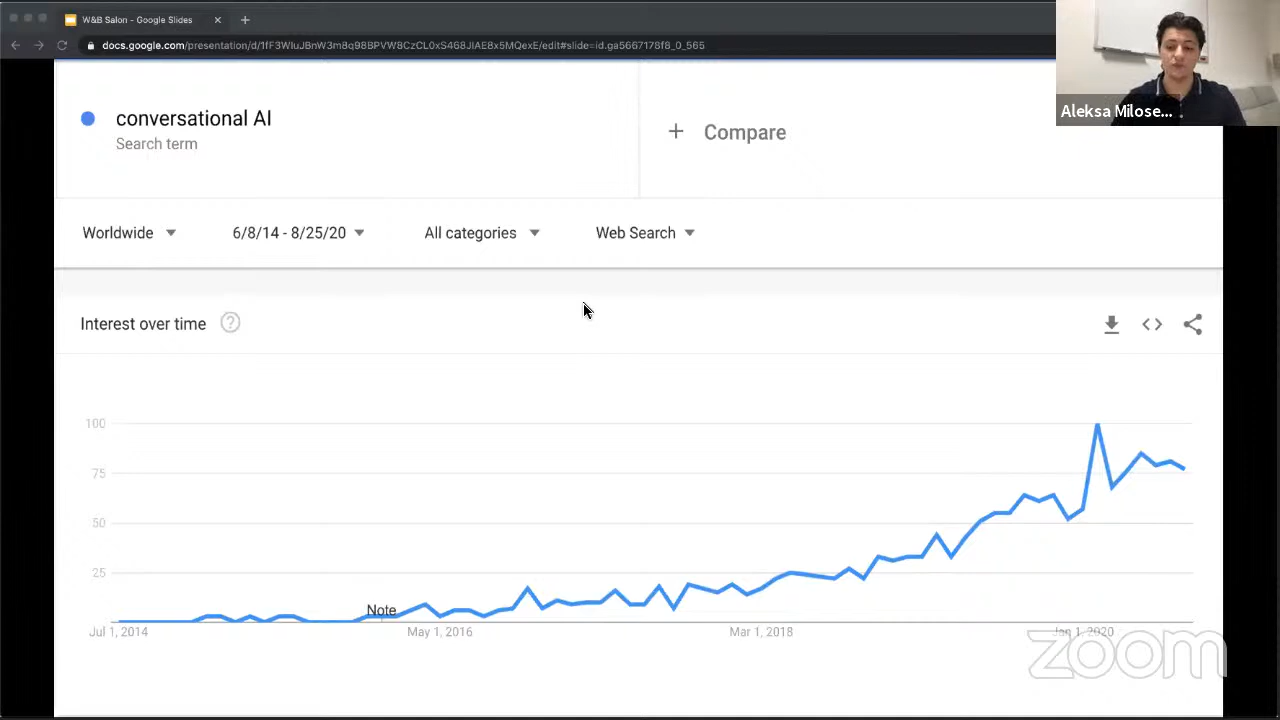 W&B Salon - Google Slides
docs.google.com/presentation/d/1fF3WIuJBnW3m8q98BPVW8CzCL0xS4G8JIAEBx5MQexE/edit#slide=id.ga5667178f8_0_565
Aleksa Milose...
conversational AI
Search term
+ Compare
Worldwide
6/8/14 - 8/25/20
All categories
Web Search
Interest over time
100
75
50
25
Note
Jul 1, 2014
May 1, 2016
Mar 1, 2018
Jan 1, 2020
zoom